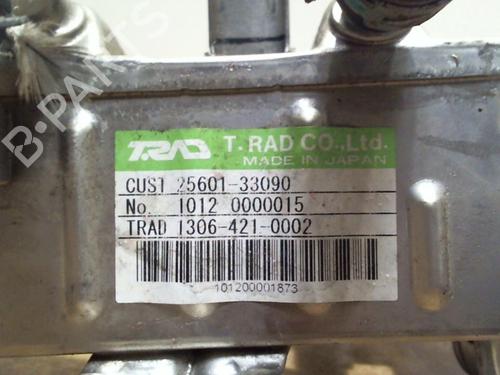 B-PARTS
TRAD T. RAD CO.,Ltd.
MADE IN JAPAN
CUST 25601-33090
No. 1012 0000015
TRAD 1306-421-0002
101200001873